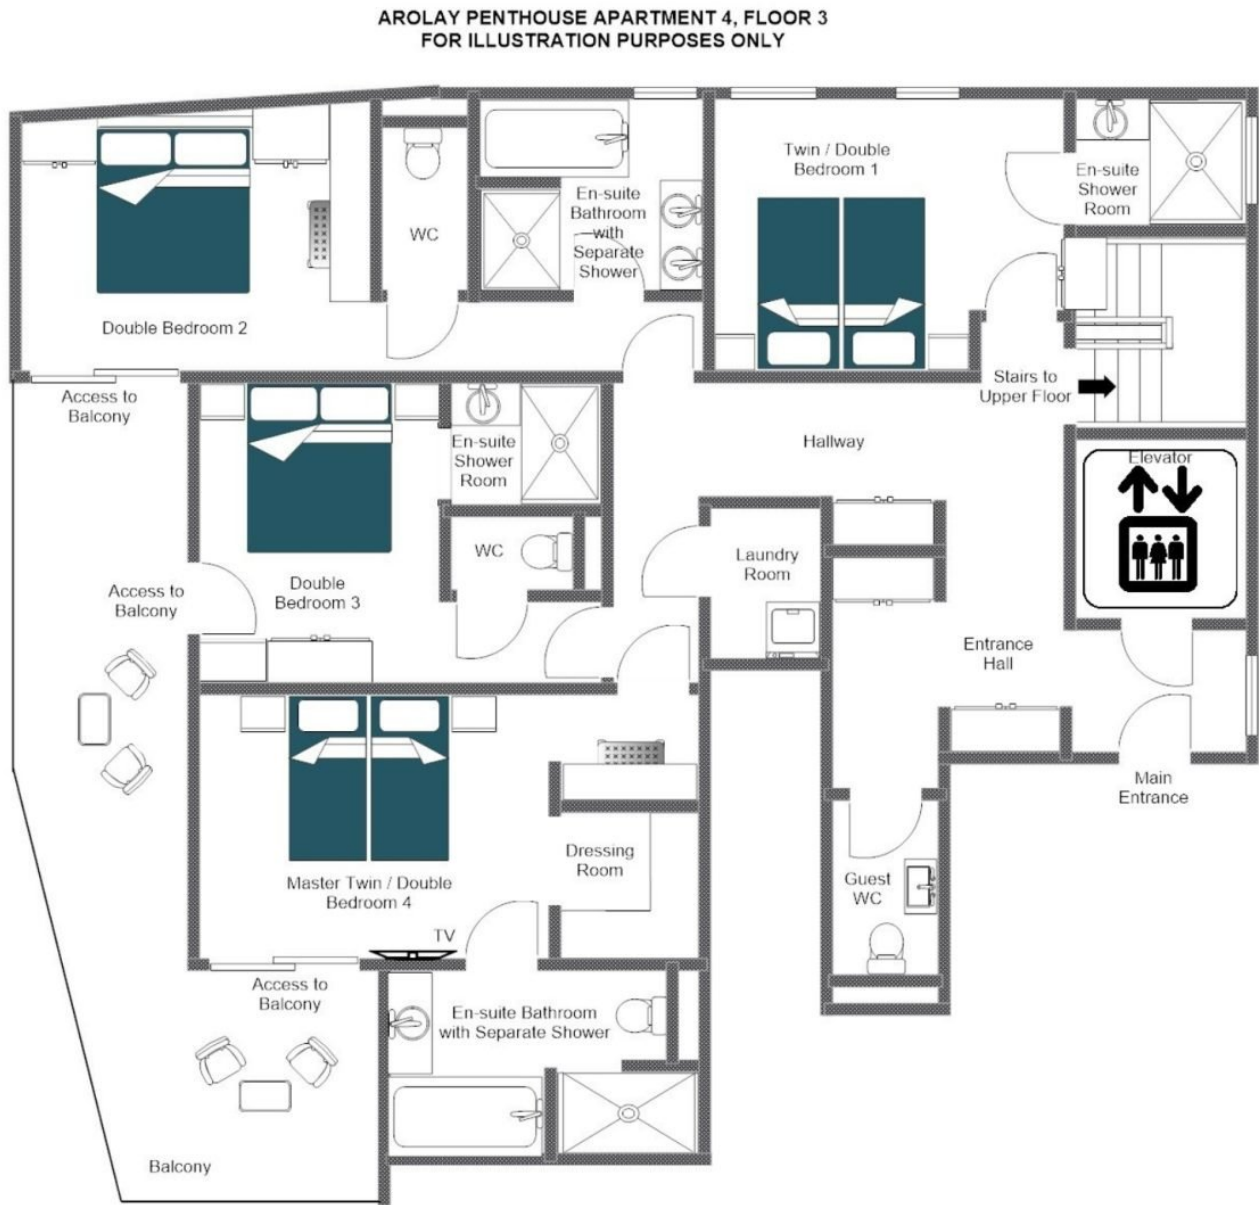 AROLAY PENTHOUSE APARTMENT 4, FLOOR 3
FOR ILLUSTRATION PURPOSES ONLY
Twin / Double
Bedroom 1
En-suite
Shower
Room
En-suite
Bathroom
with
Separate
Shower
WC
Double Bedroom 2
Access to
Balcony
Stairs to
Upper Floor
Hallway
En-suite
Shower
Room
Elevator
WC
Laundry
Room
Double
Bedroom 3
Access to
Balcony
Entrance
Hall
Main
Entrance
Dressing
Room
Master Twin / Double
Bedroom 4
Guest
WC
TV
Access to
Balcony
En-suite Bathroom
with Separate Shower
Balcony